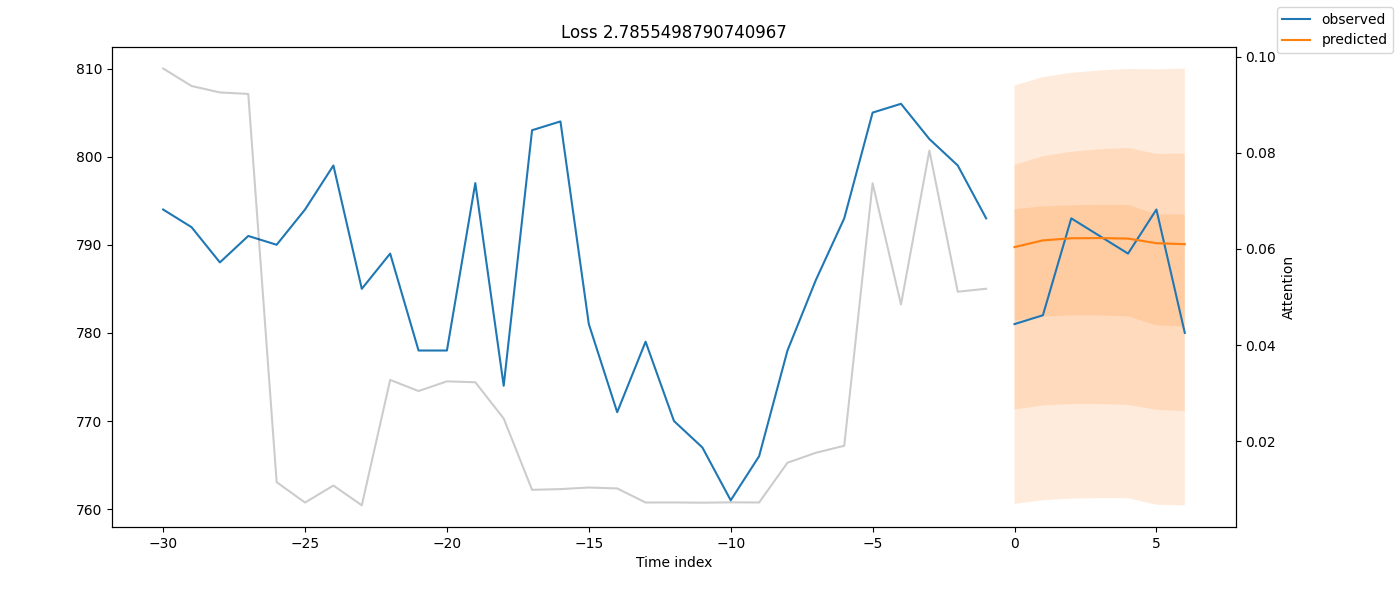 Loss 2.7855498790740967
observed
predicted
810
800
790
780
770
760
0.10
0.08
0.06
0.04
0.02
Attention
−30 −25 −20 −15 −10 −5 0 5
Time index